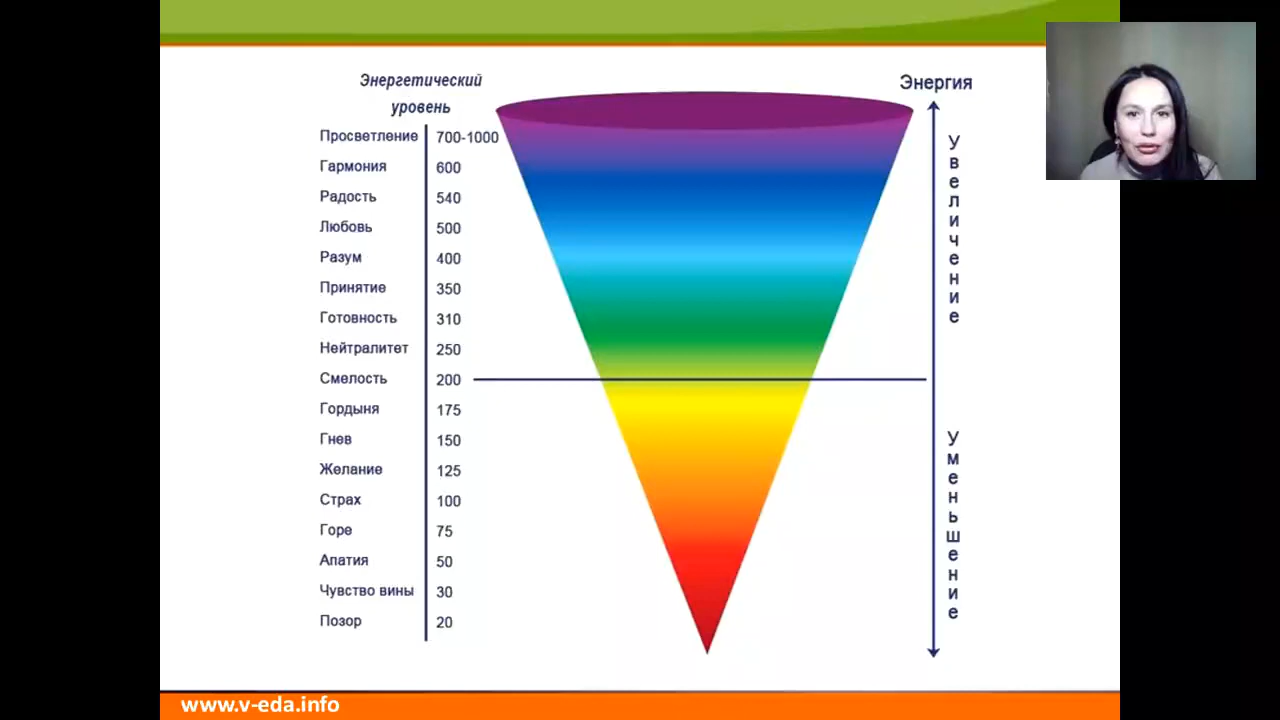 Энергетический
уровень
Энергия
Просветление 700-1000
Гармония 600
Радость 540
Любовь 500
Разум 400
Принятие 350
Готовность 310
Нейтралитет 250
Смелость 200
Гордыня 175
Гнев 150
Желание 125
Страх 100
Горе 75
Апатия 50
Чувство вины 30
Позор 20
Увеличение
Уменьшение
www.v-eda.info